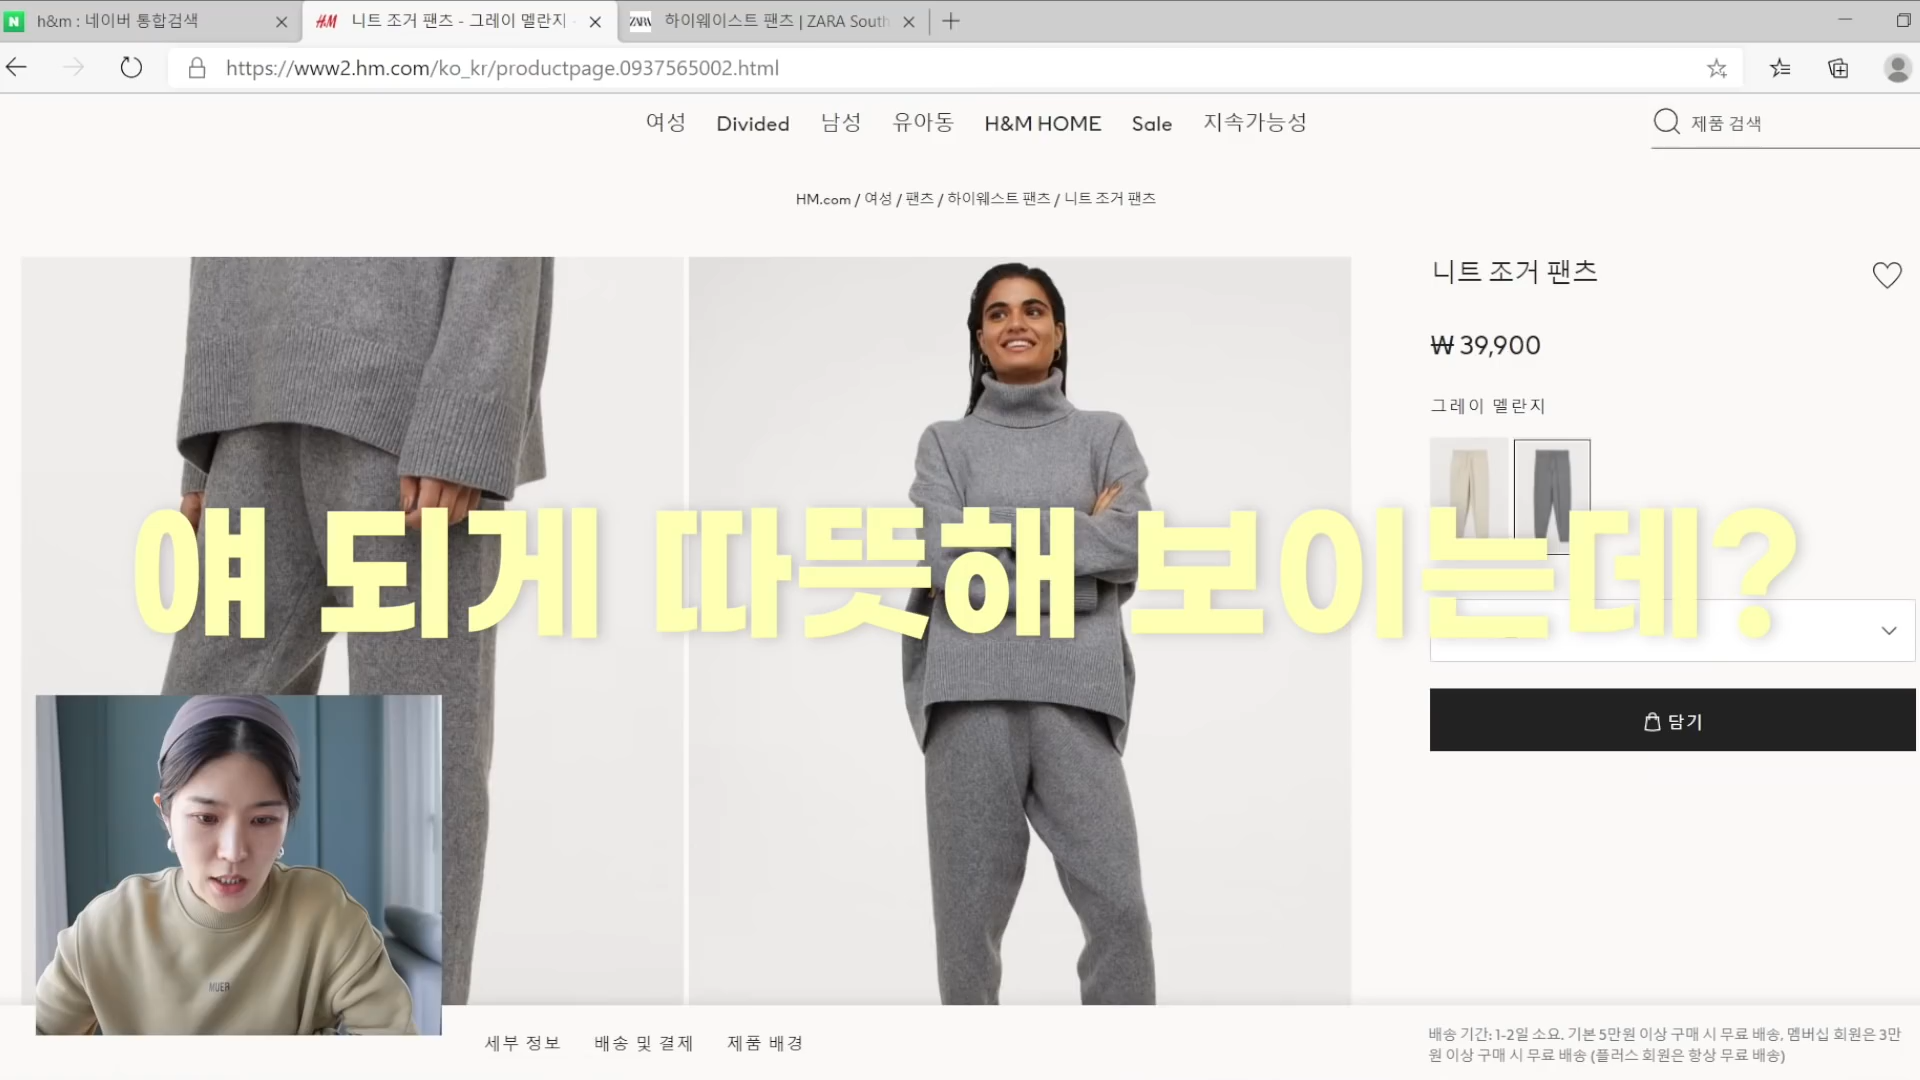 h&m : 네이버 통합검색
HM 니트 조거 팬츠 - 그레이 멜란지 -
ZARA 하이웨이스트 팬츠 | ZARA South
https://www2.hm.com/ko_kr/productpage.0937565002.html
여성 Divided 남성 유아동 H&M HOME Sale 지속가능성
제품 검색
HM.com / 여성 / 팬츠 / 하이웨스트 팬츠 / 니트 조거 팬츠
니트 조거 팬츠
₩ 39,900
그레이 멜란지
얘 되게 따뜻해 보이는데?
담기
MUER
세부 정보 배송 및 결제 제품 배경
배송 기간: 1-2일 소요. 기본 5만원 이상 구매 시 무료 배송, 멤버십 회원은 3만
원 이상 구매 시 무료 배송 (플러스 회원은 항상 무료 배송)